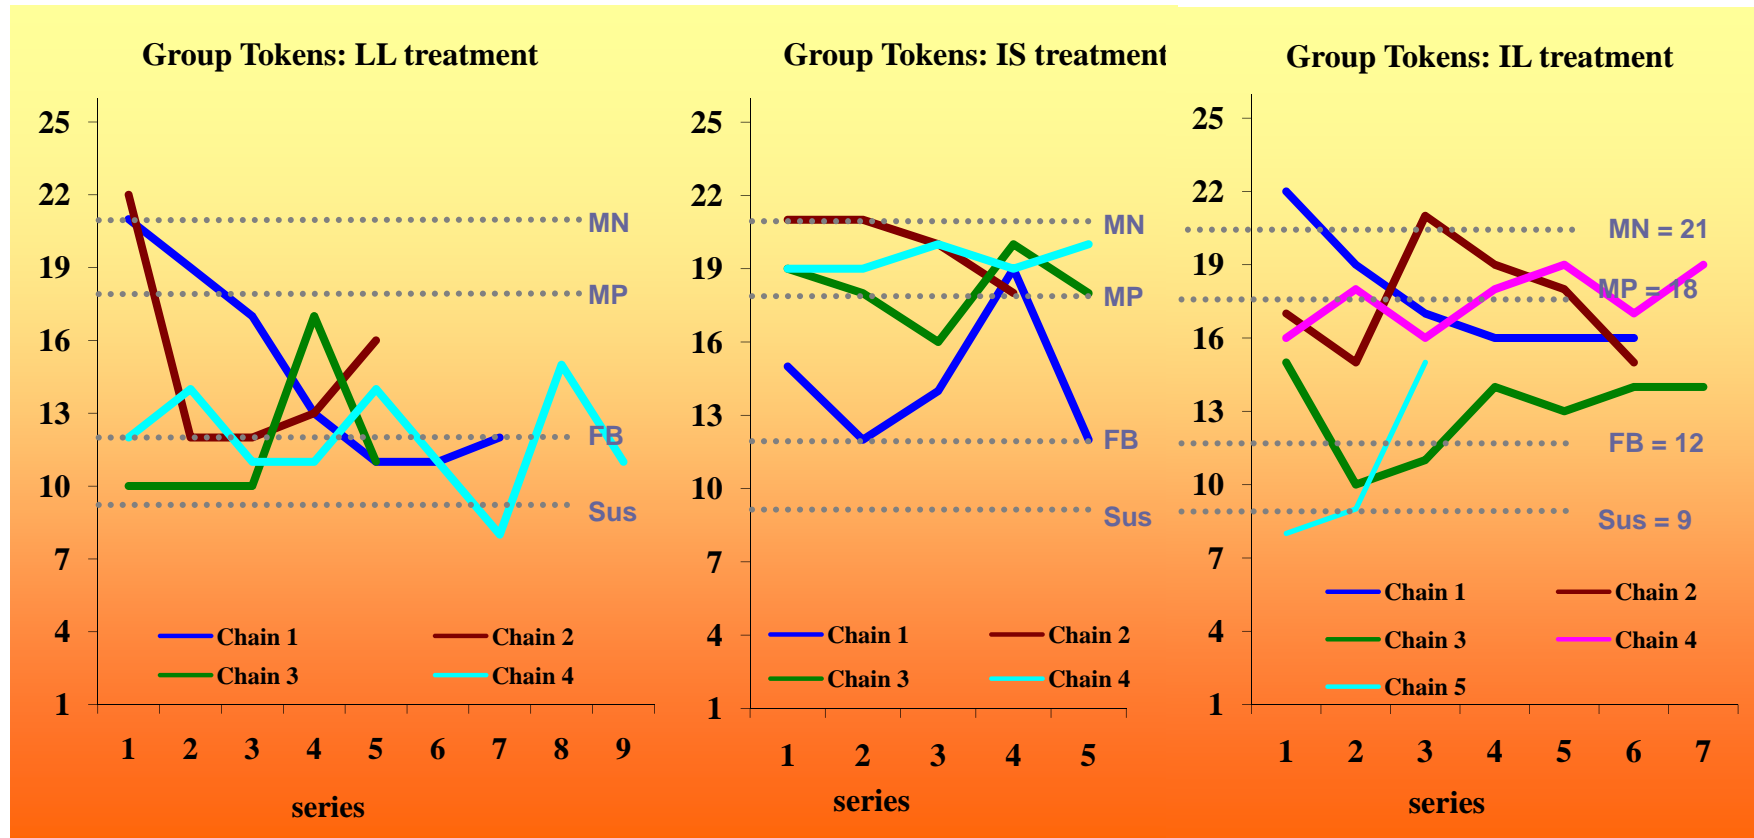 Group Tokens: LL treatment
25
22
19
16
13
10
7
4
1
MN
MP
FB
Sus
Chain 1
Chain 2
Chain 3
Chain 4
1 2 3 4 5 6 7 8 9
series
Group Tokens: IS treatment
25
22
19
16
13
10
7
4
1
MN
MP
FB
Sus
Chain 1
Chain 2
Chain 3
Chain 4
1 2 3 4 5
series
Group Tokens: IL treatment
25
22
19
16
13
10
7
4
1
MN = 21
MP = 18
FB = 12
Sus = 9
Chain 1
Chain 2
Chain 3
Chain 4
Chain 5
1 2 3 4 5 6 7
series